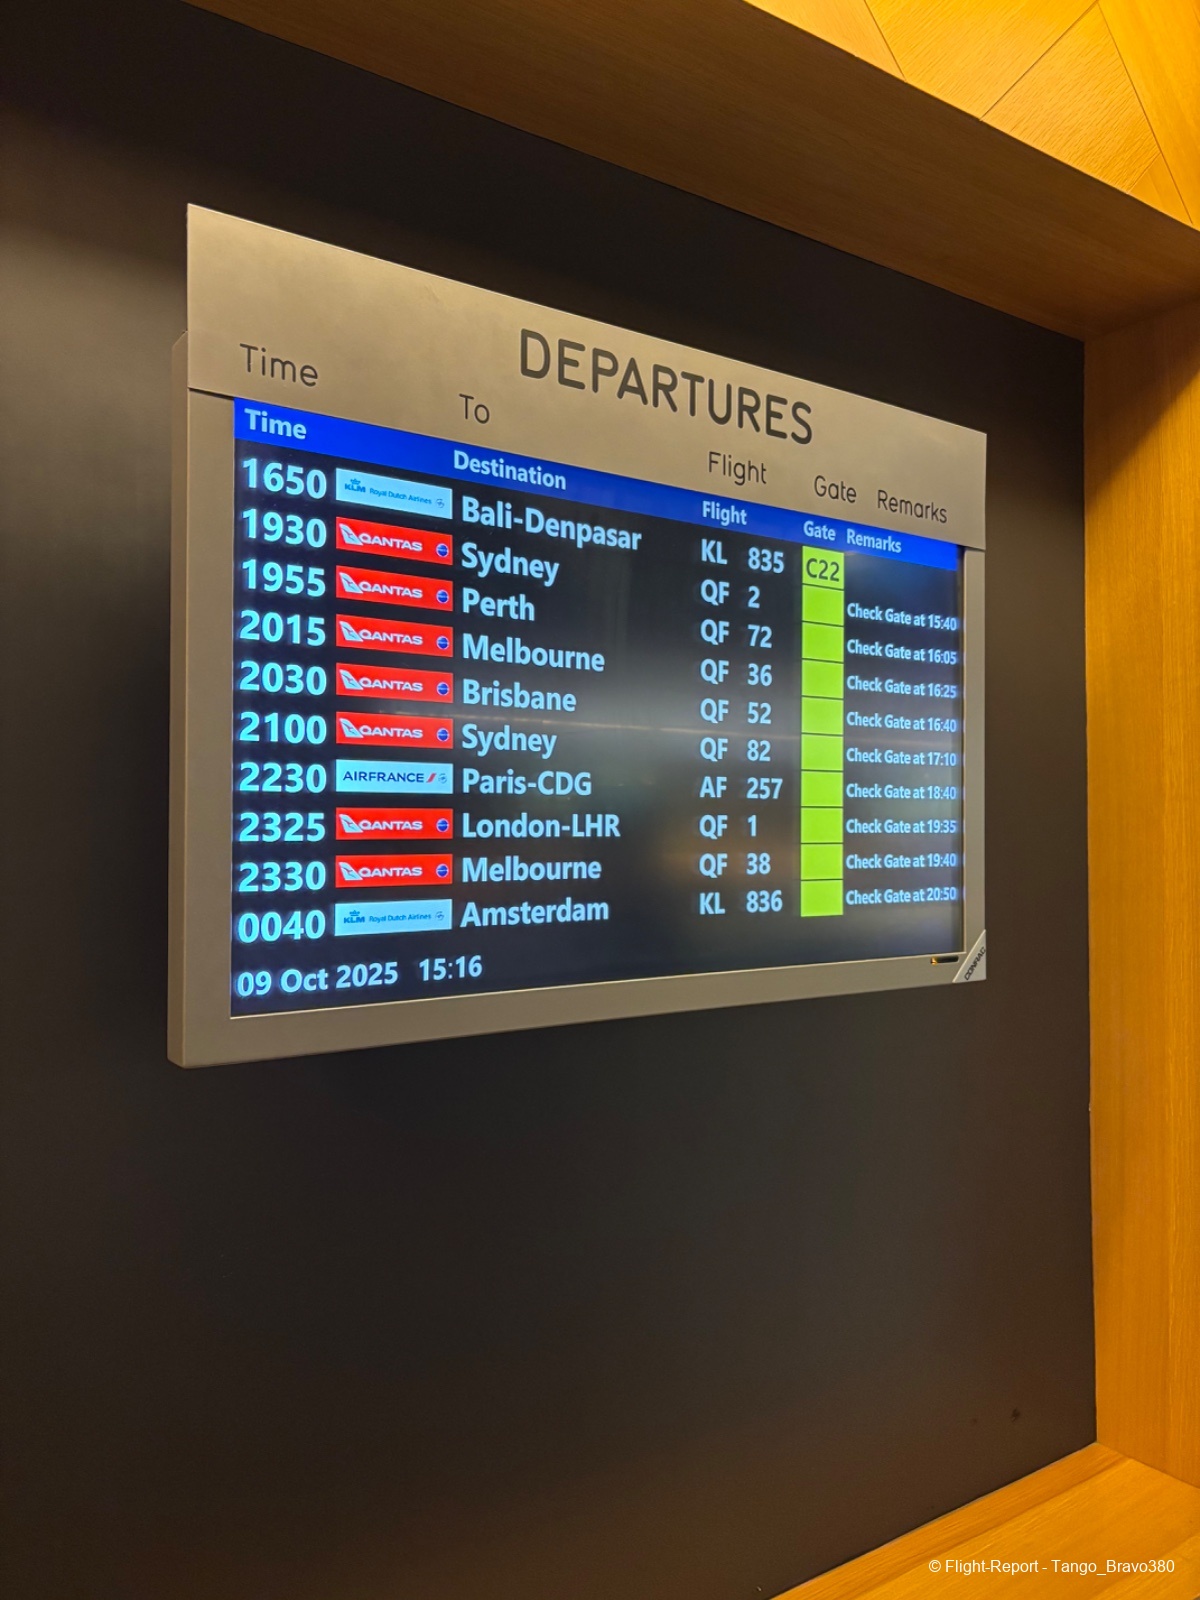 DEPARTURES
Time To Flight Gate Remarks
Time Destination Flight Gate Remarks
1650 KLM Royal Dutch Airlines Bali-Denpasar KL 835 C22
1930 QANTAS Sydney QF 2 Check Gate at 15:40
1955 QANTAS Perth QF 72 Check Gate at 16:05
2015 QANTAS Melbourne QF 36 Check Gate at 16:25
2030 QANTAS Brisbane QF 52 Check Gate at 16:40
2100 QANTAS Sydney QF 82 Check Gate at 17:10
2230 AIRFRANCE Paris-CDG AF 257 Check Gate at 18:40
2325 QANTAS London-LHR QF 1 Check Gate at 19:35
2330 QANTAS Melbourne QF 38 Check Gate at 19:40
0040 KLM Royal Dutch Airlines Amsterdam KL 836 Check Gate at 20:50
09 Oct 2025 15:16
CONRAC
© Flight-Report - Tango_Bravo380